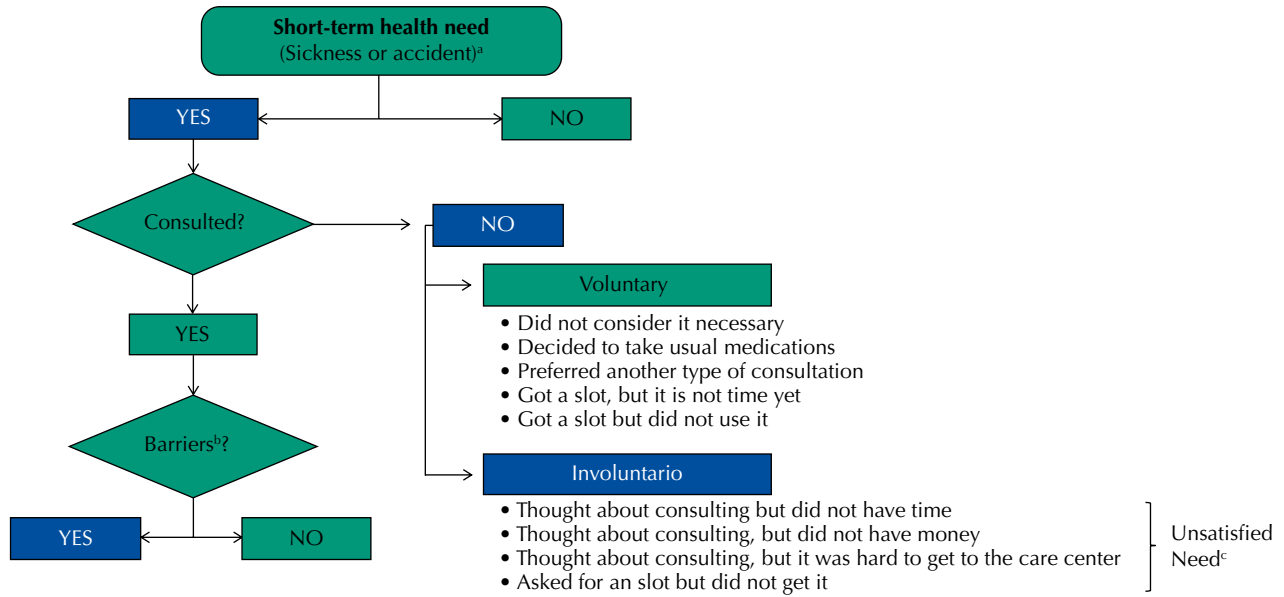 Short-term health need
(Sickness or accident)ᵃ
YES
NO
Consulted?
NO
Voluntary
• Did not consider it necessary
• Decided to take usual medications
• Preferred another type of consultation
• Got a slot, but it is not time yet
• Got a slot but did not use it
YES
Barriersᵇ?
Involuntario
• Thought about consulting but did not have time
• Thought about consulting, but did not have money
• Thought about consulting, but it was hard to get to the care center
• Asked for an slot but did not get it
Unsatisfied
Needᶜ
YES
NO